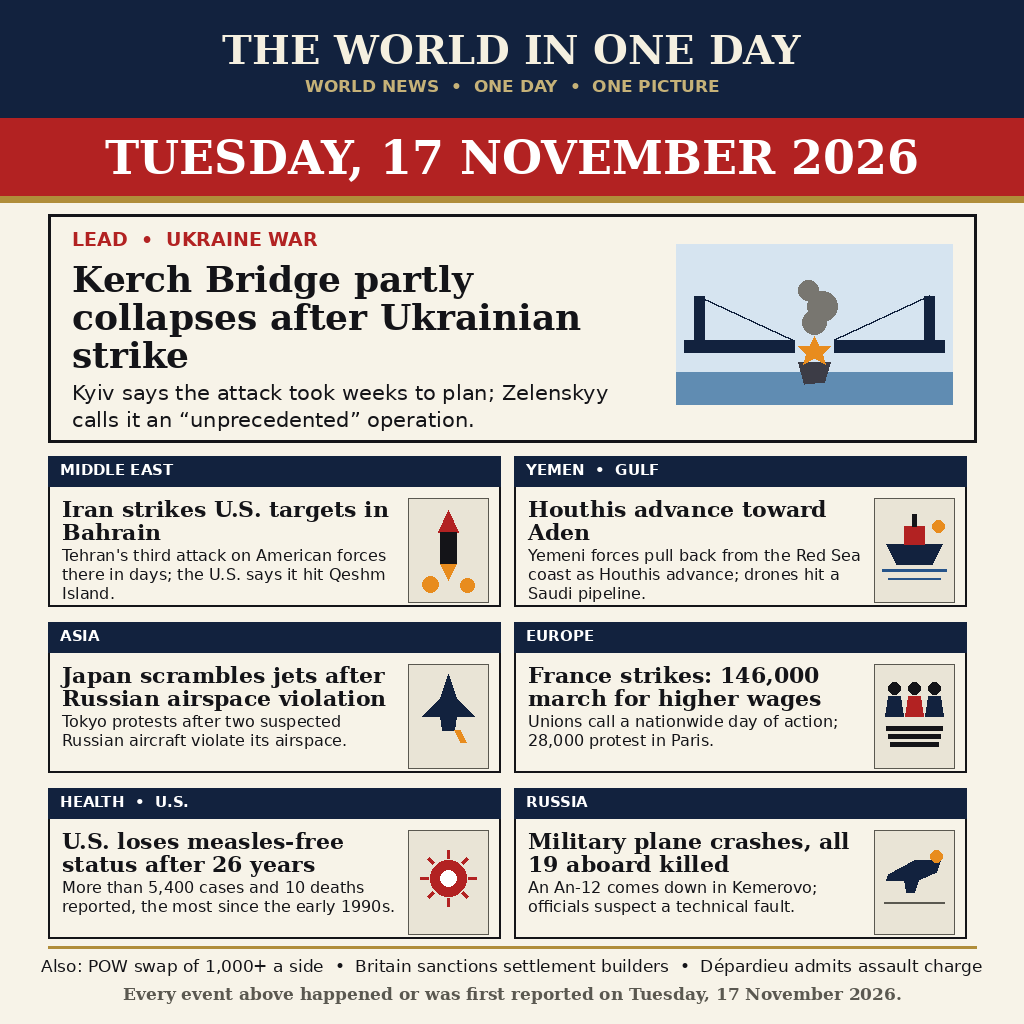 THE WORLD IN ONE DAY
WORLD NEWS • ONE DAY • ONE PICTURE
TUESDAY, 17 NOVEMBER 2026
LEAD • UKRAINE WAR
Kerch Bridge partly
collapses after Ukrainian
strike
Kyiv says the attack took weeks to plan; Zelenskyy
calls it an “unprecedented” operation.
MIDDLE EAST
Iran strikes U.S. targets in
Bahrain
Tehran's third attack on American forces
there in days; the U.S. says it hit Qeshm
Island.
YEMEN • GULF
Houthis advance toward
Aden
Yemeni forces pull back from the Red Sea
coast as Houthis advance; drones hit a
Saudi pipeline.
ASIA
Japan scrambles jets after
Russian airspace violation
Tokyo protests after two suspected
Russian aircraft violate its airspace.
EUROPE
France strikes: 146,000
march for higher wages
Unions call a nationwide day of action;
28,000 protest in Paris.
HEALTH • U.S.
U.S. loses measles-free
status after 26 years
More than 5,400 cases and 10 deaths
reported, the most since the early 1990s.
RUSSIA
Military plane crashes, all
19 aboard killed
An An-12 comes down in Kemerovo;
officials suspect a technical fault.
Also: POW swap of 1,000+ a side • Britain sanctions settlement builders • Dépardieu admits assault charge
Every event above happened or was first reported on Tuesday, 17 November 2026.